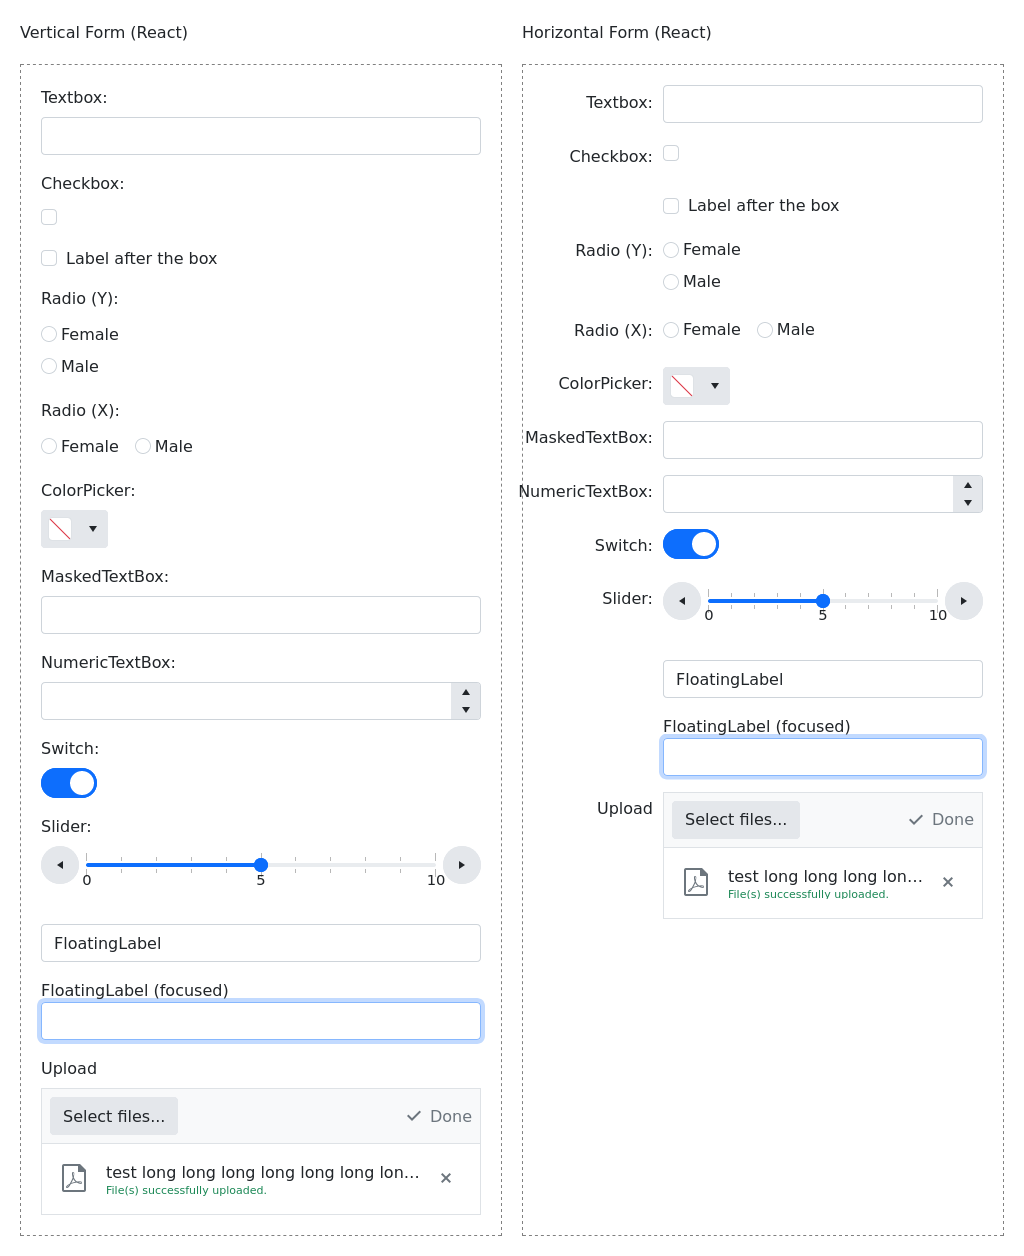 Vertical Form (React)
Textbox:
Checkbox:
Label after the box
Radio (Y):
Female
Male
Radio (X):
Female Male
ColorPicker:
MaskedTextBox:
NumericTextBox:
Switch:
Slider:
0 5 10
FloatingLabel
FloatingLabel (focused)
Upload
Select files... Done
test long long long long long long lon...
File(s) successfully uploaded.
Horizontal Form (React)
Textbox:
Checkbox:
Label after the box
Radio (Y): Female
Male
Radio (X): Female Male
ColorPicker:
MaskedTextBox:
NumericTextBox:
Switch:
Slider:
0 5 10
FloatingLabel
FloatingLabel (focused)
Upload Select files... Done
test long long long lon...
File(s) successfully uploaded.